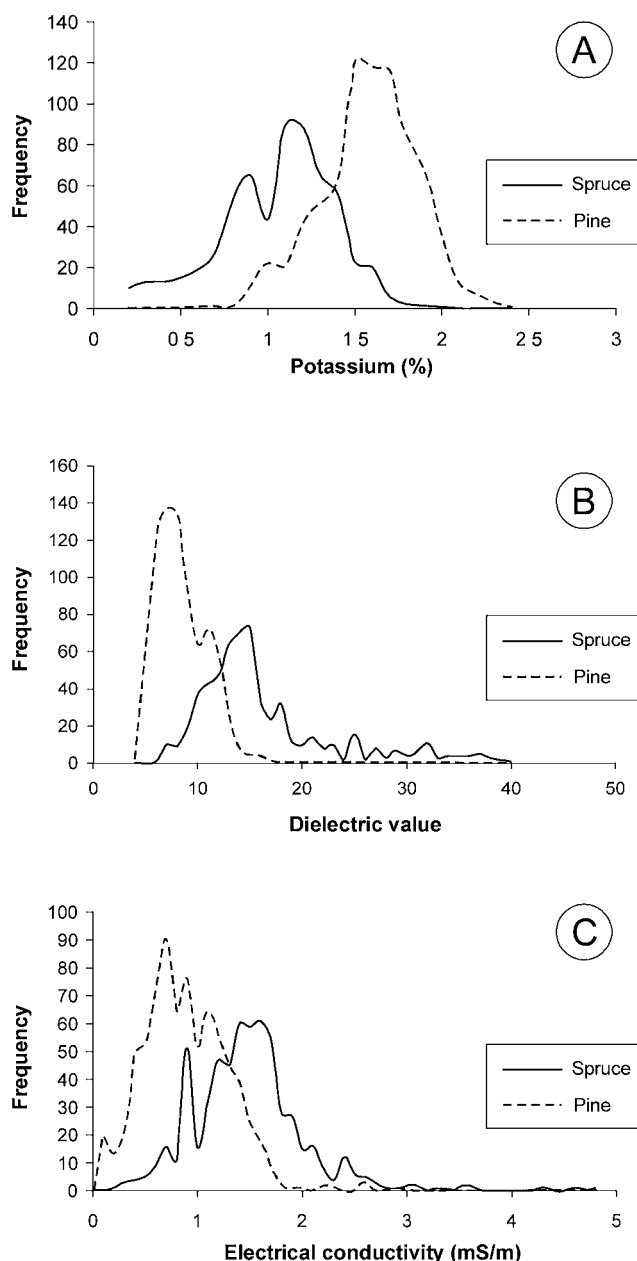 A
140
120
100
80
60
40
20
0
Frequency
Spruce
Pine
0 0 5 1 1 5 2 2 5 3
Potassium (%)
B
160
140
120
100
80
60
40
20
0
Frequency
Spruce
Pine
0 10 20 30 40 50
Dielectric value
C
100
90
80
70
60
50
40
30
20
10
0
Frequency
Spruce
Pine
0 1 2 3 4 5
Electrical conductivity (mS/m)